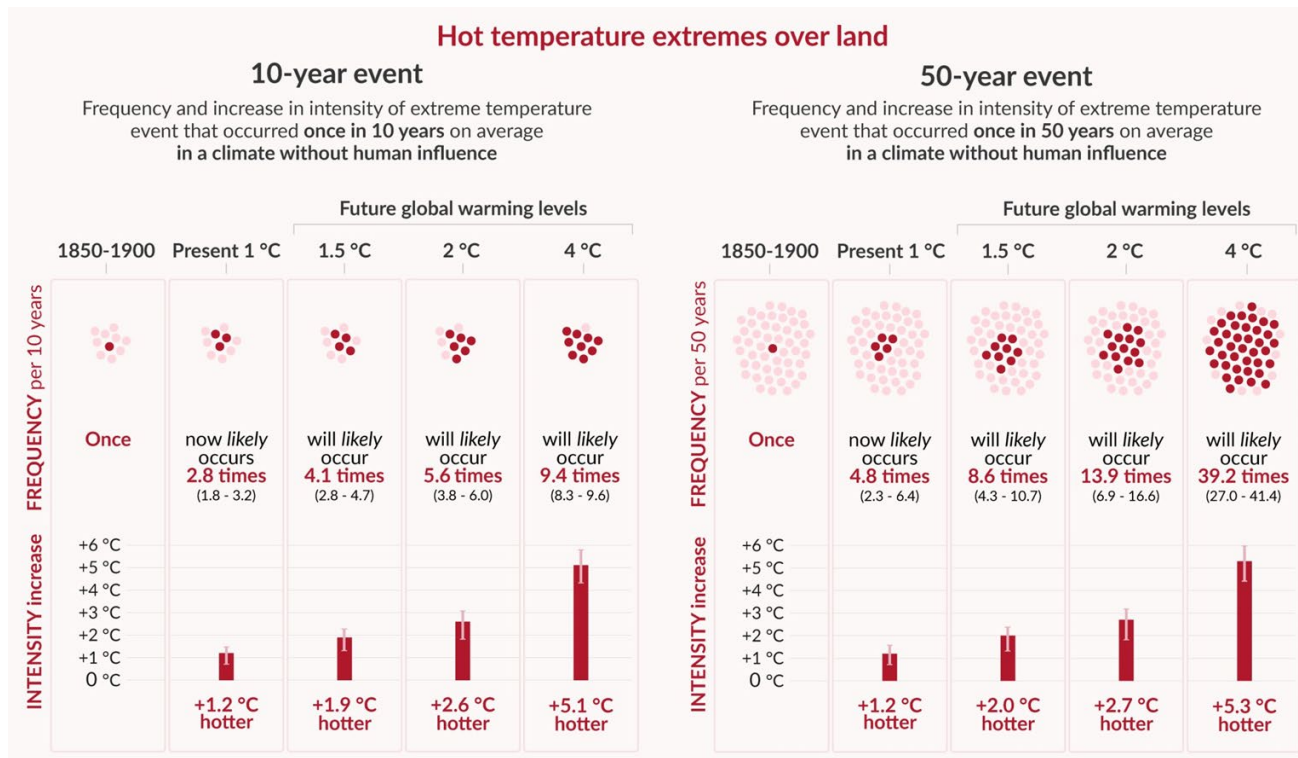 Hot temperature extremes over land
10-year event
Frequency and increase in intensity of extreme temperature
event that occurred once in 10 years on average
in a climate without human influence
Future global warming levels
1850-1900
Present 1 °C
1.5 °C
2 °C
4 °C
FREQUENCY per 10 years
Once
now likely
occurs
2.8 times
(1.8 - 3.2)
will likely
occur
4.1 times
(2.8 - 4.7)
will likely
occur
5.6 times
(3.8 - 6.0)
will likely
occur
9.4 times
(8.3 - 9.6)
INTENSITY increase
+6 °C
+5 °C
+4 °C
+3 °C
+2 °C
+1 °C
0 °C
+1.2 °C
hotter
+1.9 °C
hotter
+2.6 °C
hotter
+5.1 °C
hotter
50-year event
Frequency and increase in intensity of extreme temperature
event that occurred once in 50 years on average
in a climate without human influence
Future global warming levels
1850-1900
Present 1 °C
1.5 °C
2 °C
4 °C
FREQUENCY per 50 years
Once
now likely
occurs
4.8 times
(2.3 - 6.4)
will likely
occur
8.6 times
(4.3 - 10.7)
will likely
occur
13.9 times
(6.9 - 16.6)
will likely
occur
39.2 times
(27.0 - 41.4)
INTENSITY increase
+6 °C
+5 °C
+4 °C
+3 °C
+2 °C
+1 °C
0 °C
+1.2 °C
hotter
+2.0 °C
hotter
+2.7 °C
hotter
+5.3 °C
hotter